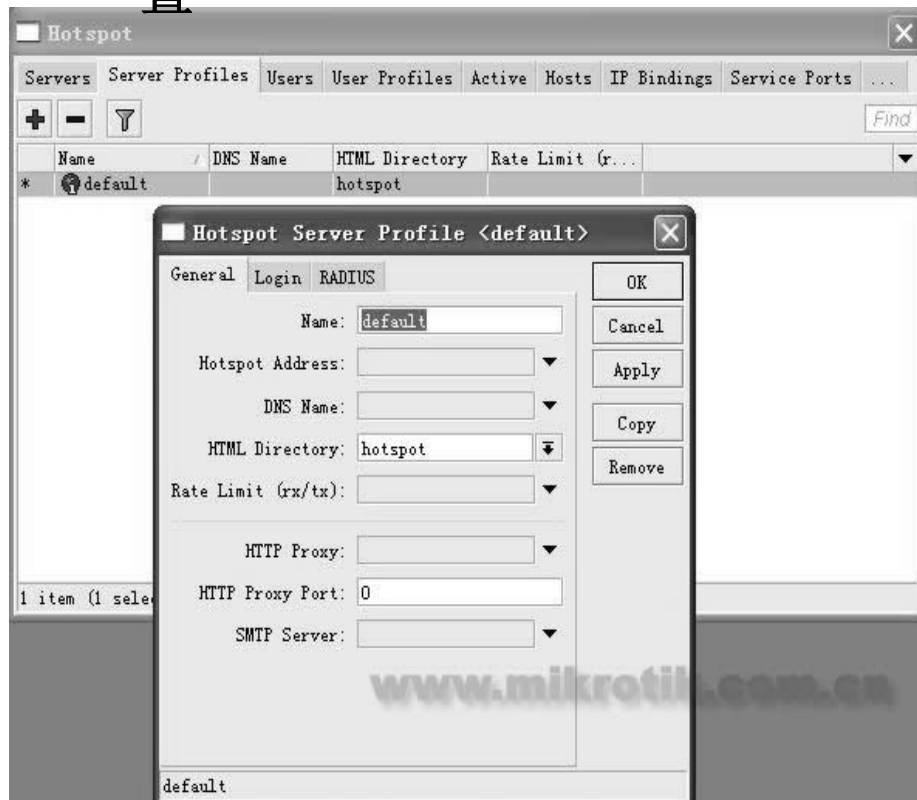 置
Hotspot
Servers Server Profiles Users User Profiles Active Hosts IP Bindings Service Ports ...
Find
Name / DNS Name HTML Directory Rate Limit (r...
* default hotspot
Hotspot Server Profile <default>
General Login RADIUS
OK
Name: default
Cancel
Hotspot Address:
Apply
DNS Name:
Copy
HTML Directory: hotspot
Remove
Rate Limit (rx/tx):
HTTP Proxy:
HTTP Proxy Port: 0
1 item (1 selec
SMTP Server:
www.mikrotik.com.cn
default